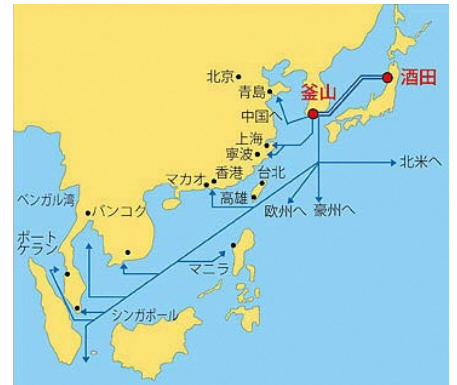 北京
青島
釜山
酒田
中国へ
上海
寧波
北米へ
マカオ
香港
台北
高雄
欧州へ
豪州へ
ベンガル湾
バンコク
ポート
ケラン
マニラ
シンガポール